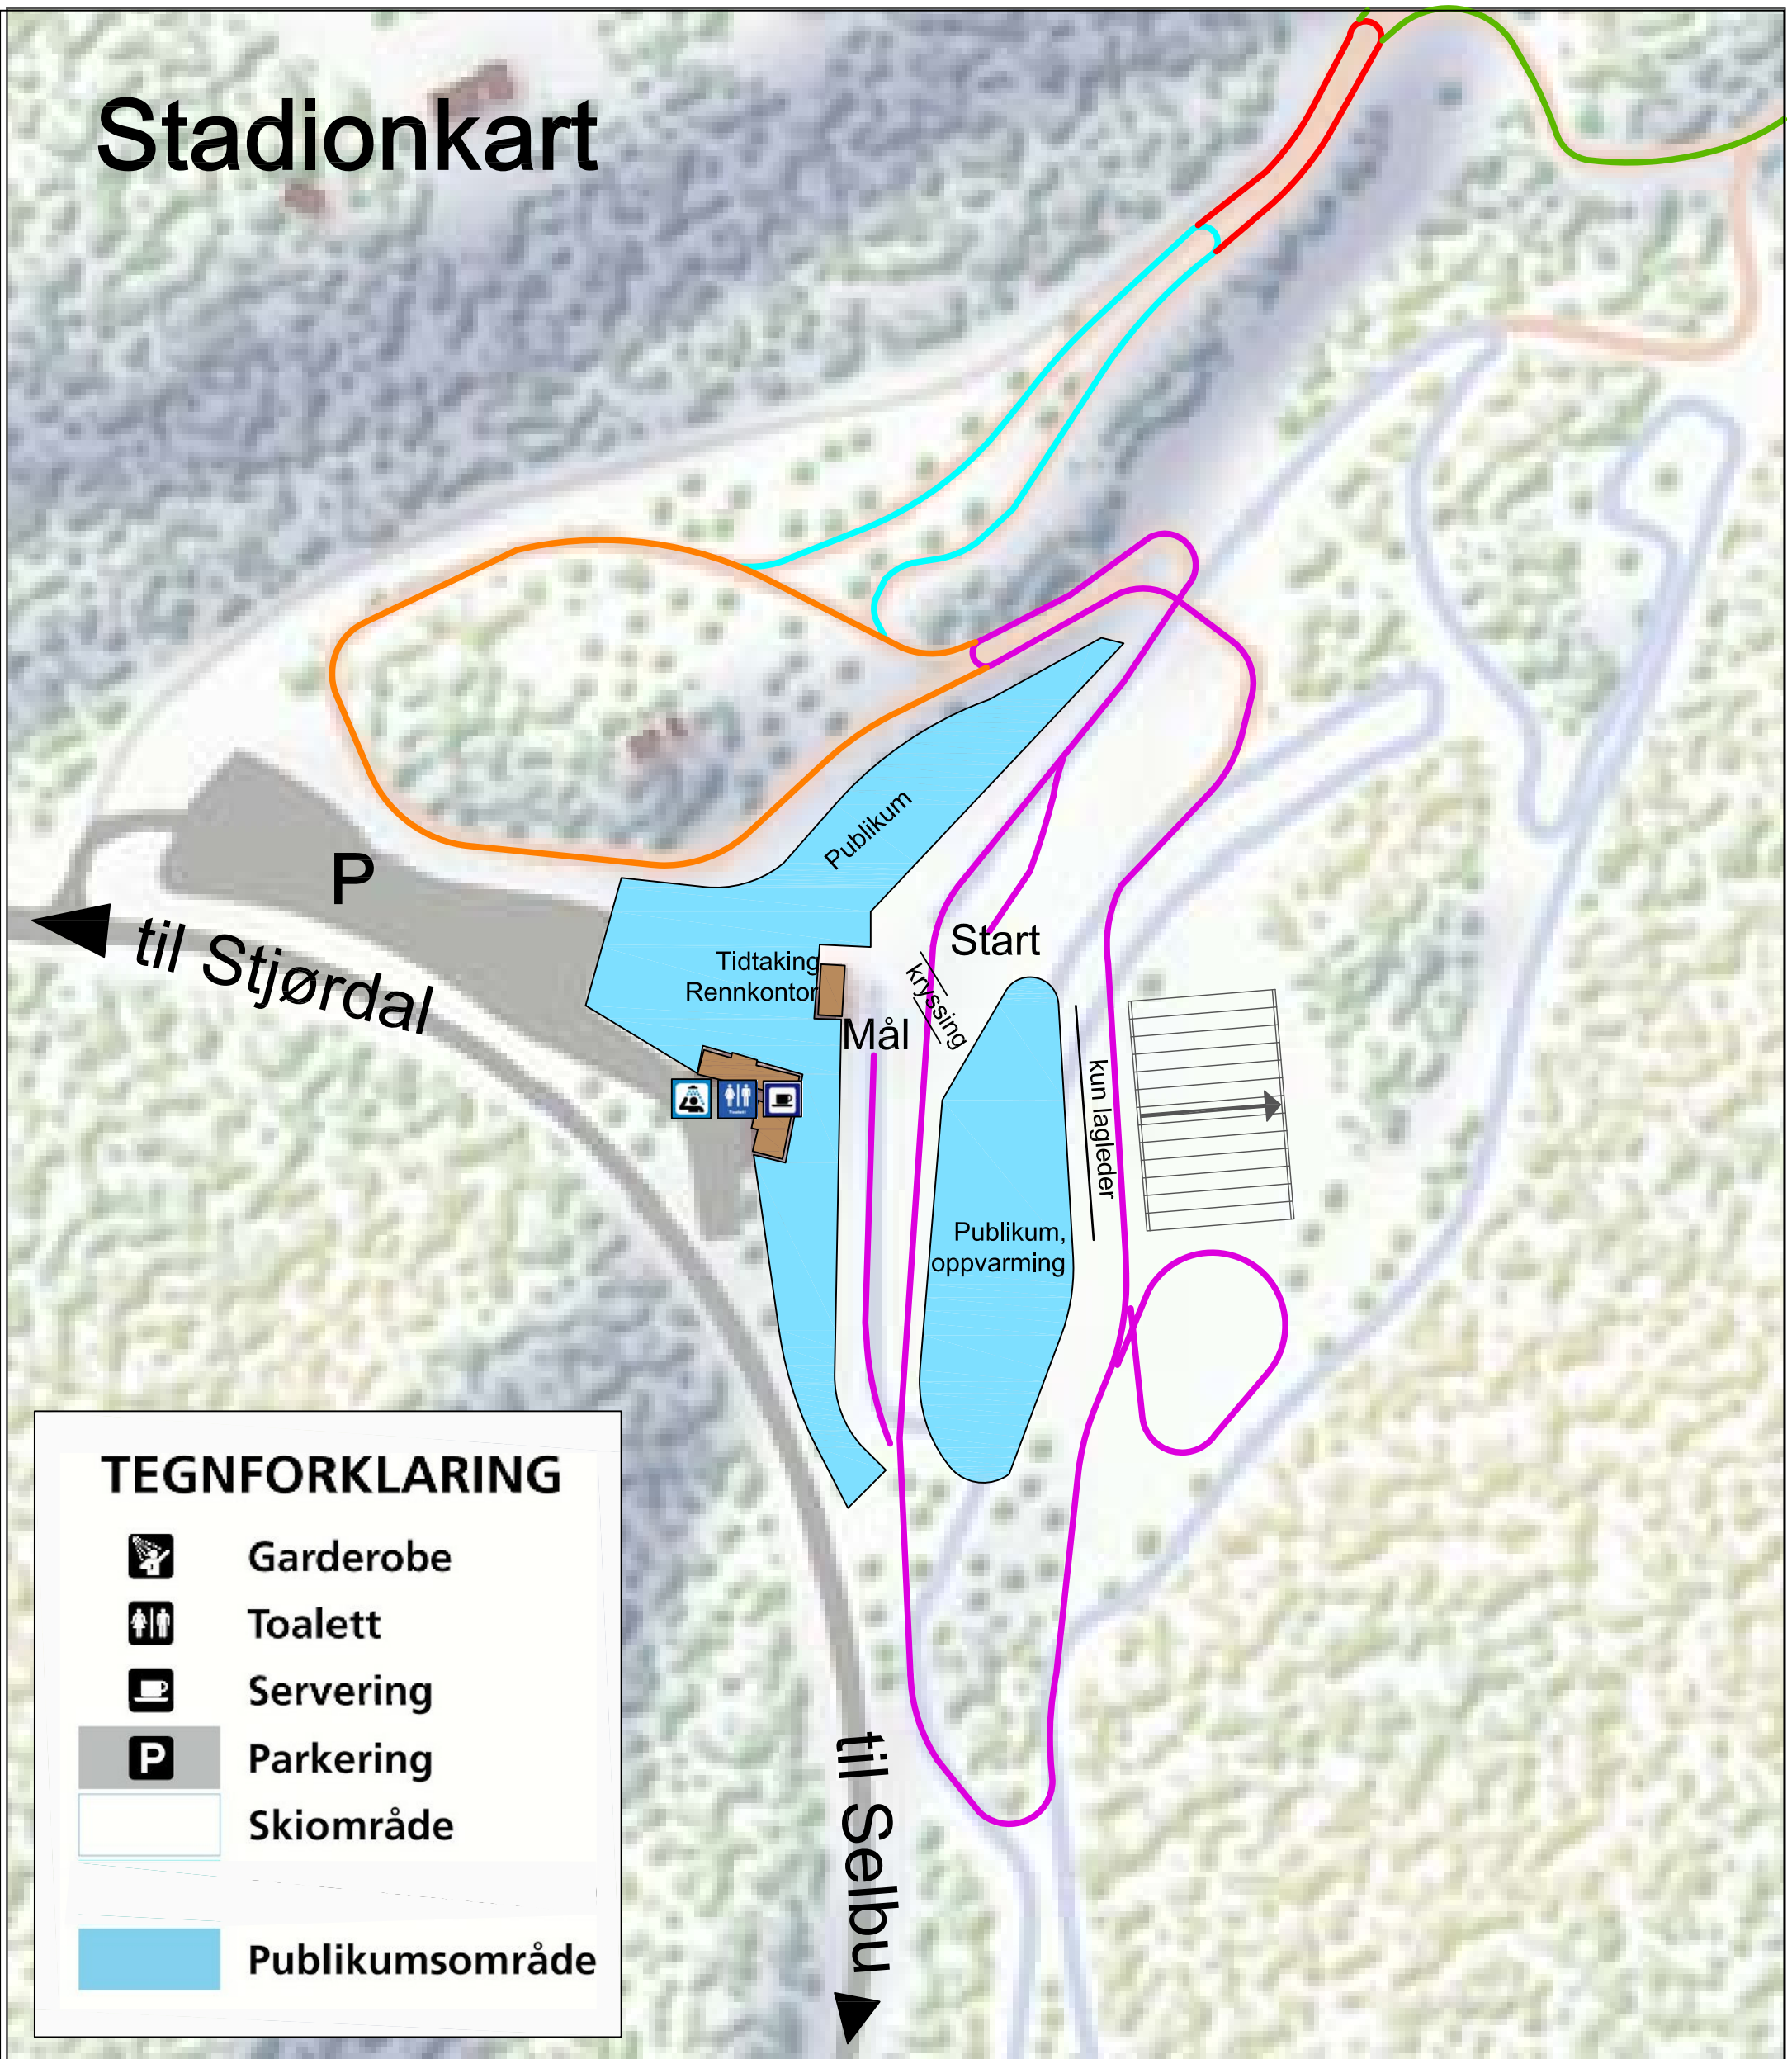 Stadionkart
Publikum
P
til Stjørdal
Tidtaking
Rennkontor
Start
kryssing
Mål
kun lagleder
Toalett
Publikum,
oppvarming
til Selbu
TEGNFORKLARING
Garderobe
Toalett
Servering
P Parkering
Skiområde
Publikumsområde